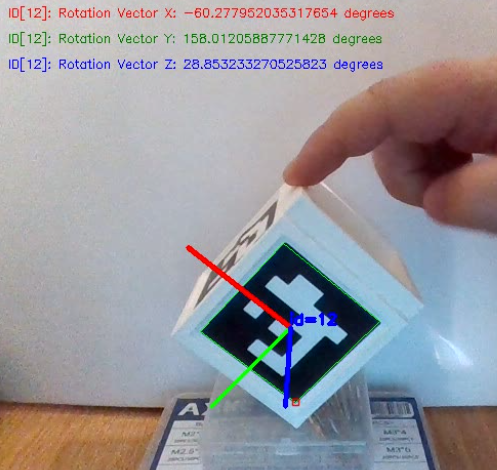 ID[12]: Rotation Vector X: -60.277952035317654 degrees
ID[12]: Rotation Vector Y: 158.01205887771428 degrees
ID[12]: Rotation Vector Z: 28.853233270525823 degrees
id=12